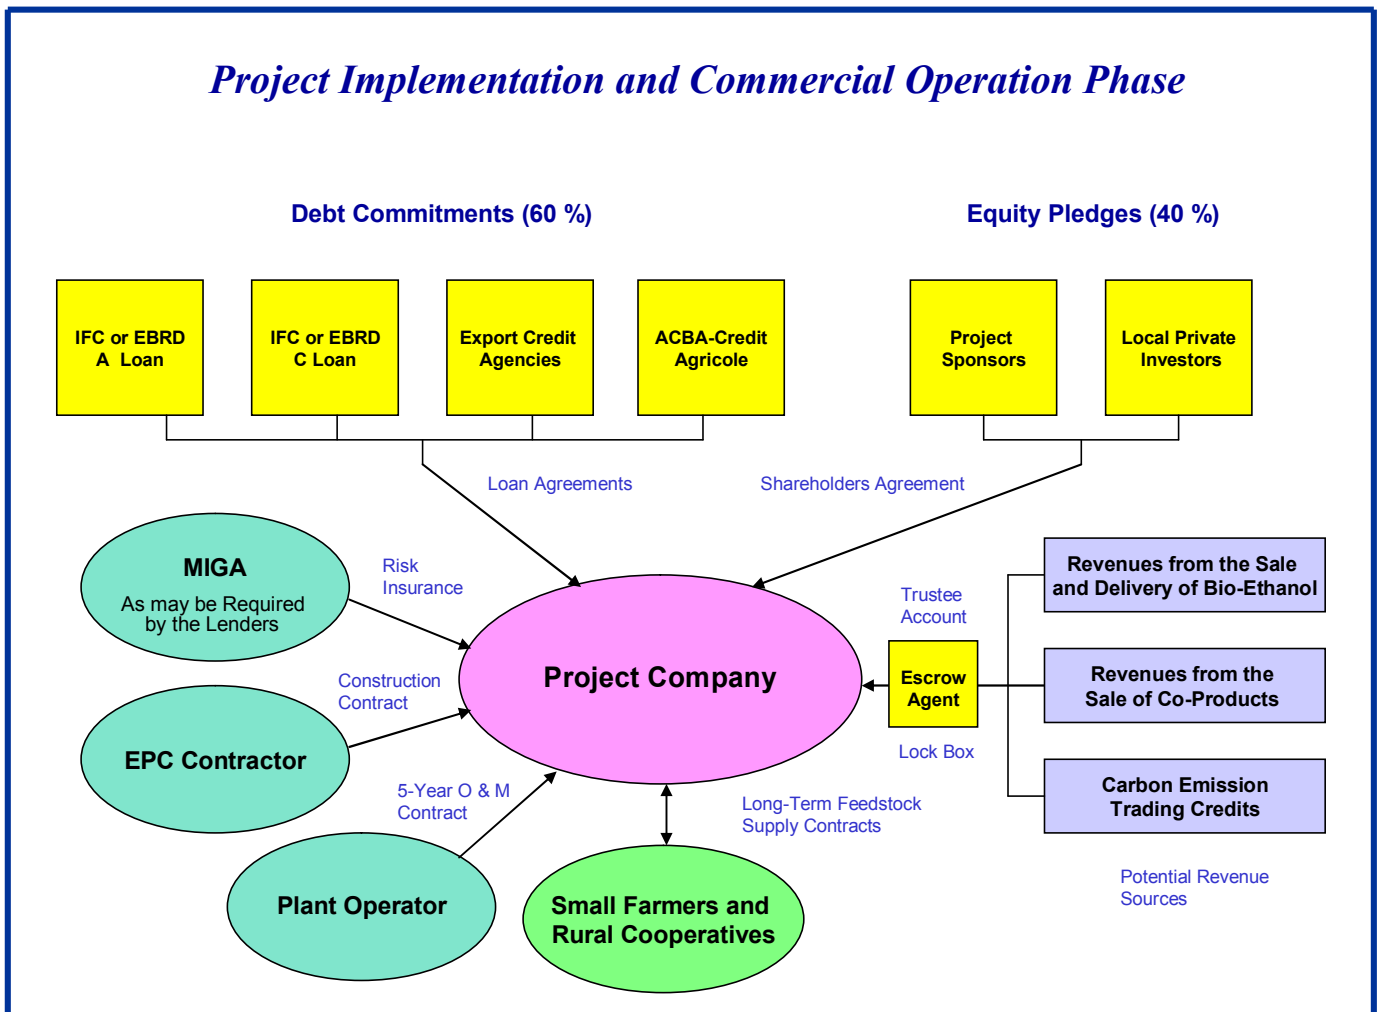 Project Implementation and Commercial Operation Phase
Debt Commitments (60 %)
Equity Pledges (40 %)
IFC or EBRD
A Loan
IFC or EBRD
C Loan
Export Credit
Agencies
ACBA-Credit
Agricole
Project
Sponsors
Local Private
Investors
Loan Agreements
Shareholders Agreement
MIGA
As may be Required
by the Lenders
Risk
Insurance
Trustee
Account
Revenues from the Sale
and Delivery of Bio-Ethanol
Project Company
Escrow
Agent
Revenues from the
Sale of Co-Products
Construction
Contract
EPC Contractor
Lock Box
5-Year O & M
Contract
Long-Term Feedstock
Supply Contracts
Carbon Emission
Trading Credits
Plant Operator
Small Farmers and
Rural Cooperatives
Potential Revenue
Sources